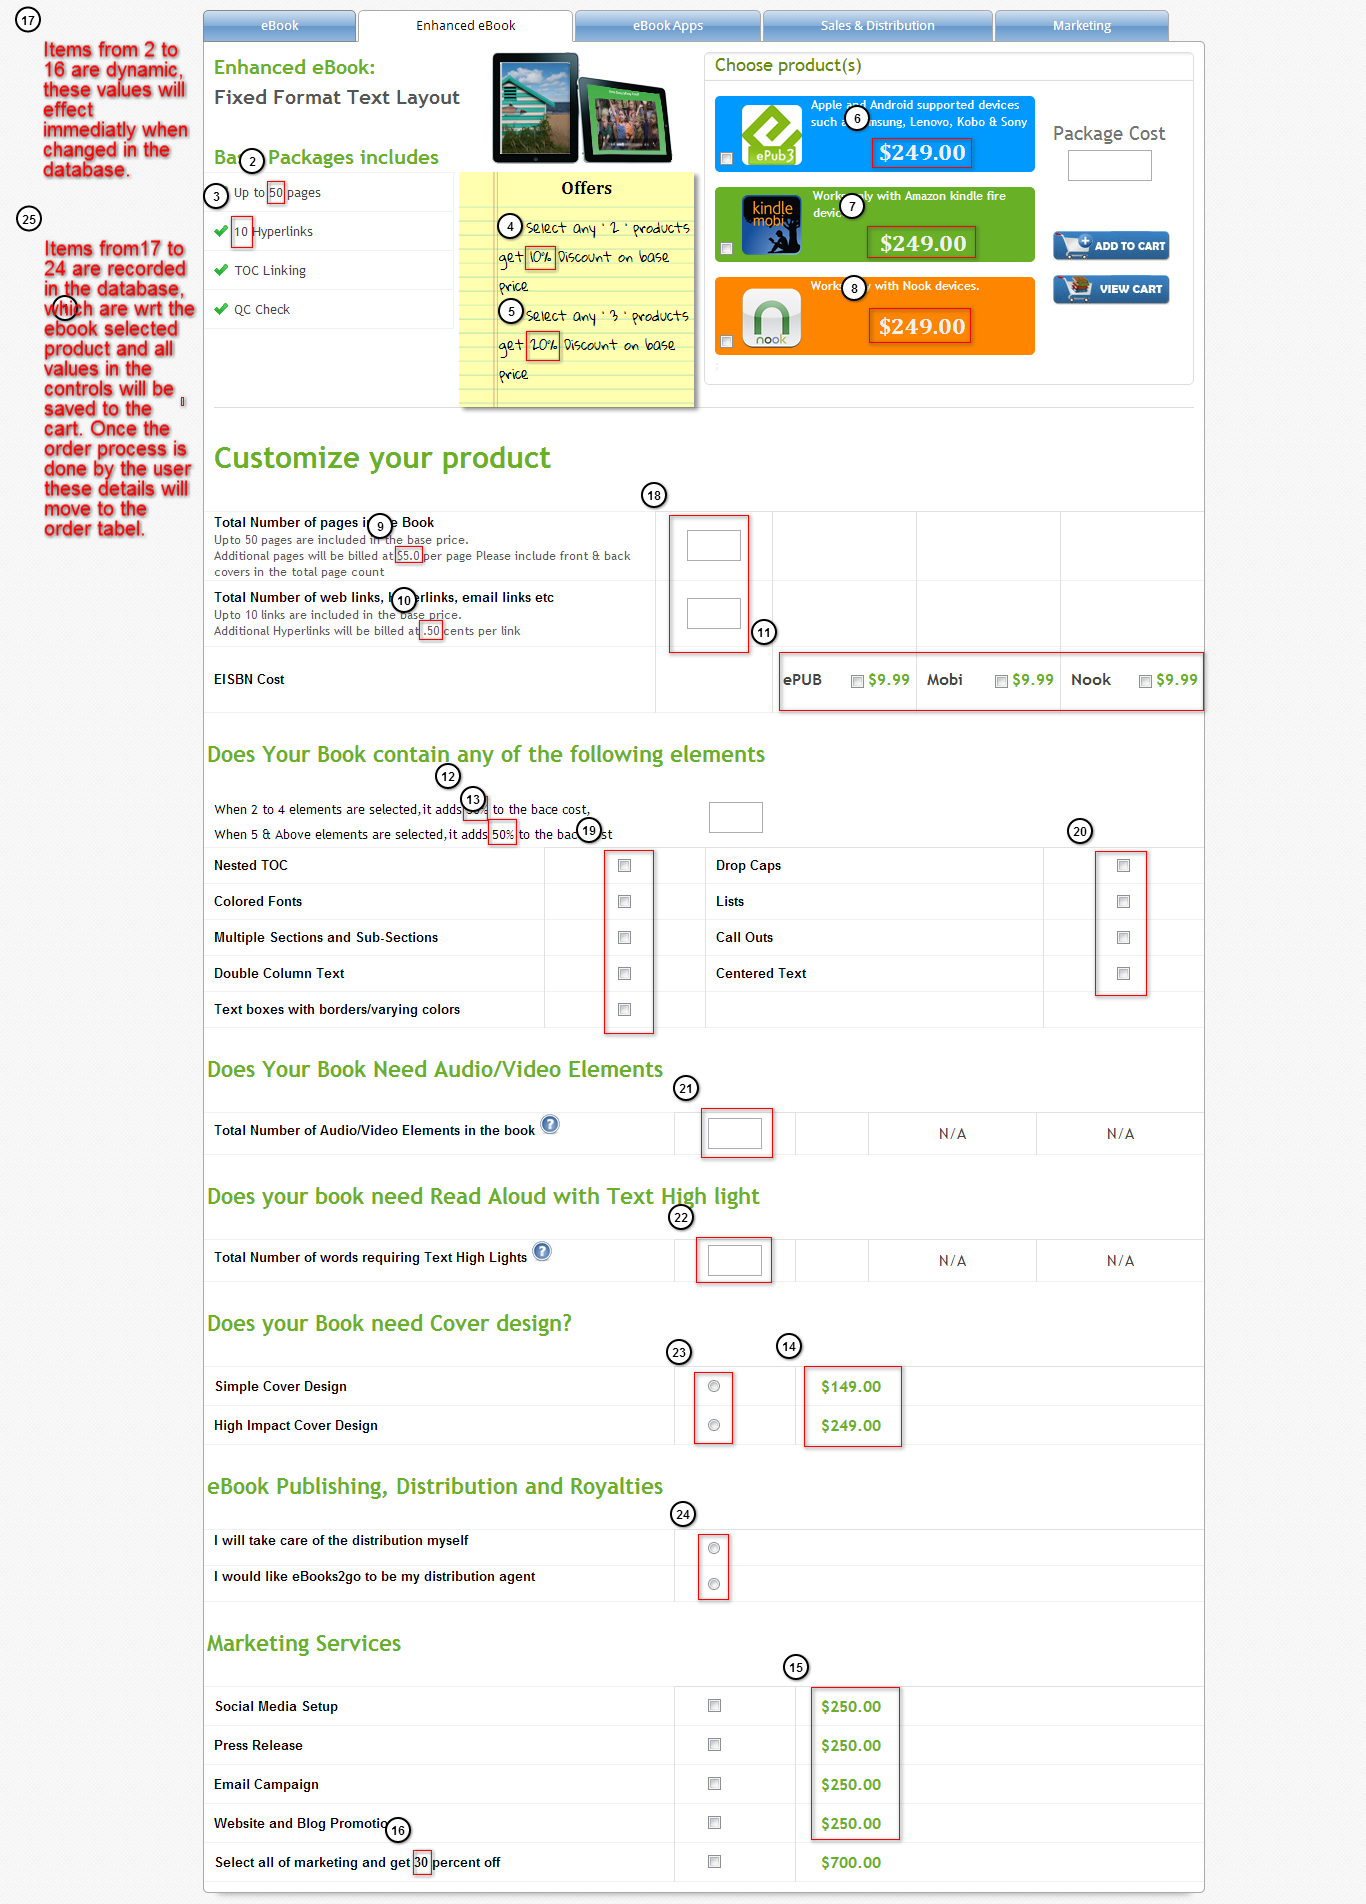 17
Items from 2 to
16 are dynamic,
these values will
effect
immediatly when
changed in the
database.
25
Items from17 to
24 are recorded
in the database,
which are wrt the
ebook selected
product and all
values in the
controls will be
saved to the
cart. Once the
order process is
done by the user
these details will
move to the
order tabel.
eBook
Enhanced eBook
eBook Apps
Sales & Distribution
Marketing
Enhanced eBook:
Fixed Format Text Layout
2
Packages includes
3
Up to 50 pages
10 Hyperlinks
TOC Linking
QC Check
Offers
4
Select any ' 2 ' products
get 10% Discount on base
price
5
Select any ' 3 ' products
get 20% Discount on base
price
Choose product(s)
Apple and Android supported devices
6
such Lenovo, Kobo & Sony
ePub3
$249.00
7
Works only with Amazon kindle fire
kindle
mobi
$249.00
8
with Nook devices.
nook
$249.00
Package Cost
ADD TO CART
VIEW CART
Customize your product
18
9
Total Number of pages Book
Upto 50 pages are included in the base price.
Additional pages will be billed at $5.0 per page Please include front & back
covers in the total page count
10
Total Number of web links, hyperlinks, email links etc
Upto 10 links are included in the base price.
Additional Hyperlinks will be billed at .50 cents per link
11
EISBN Cost
ePUB $9.99
Mobi $9.99
Nook $9.99
Does Your Book contain any of the following elements
12
13
When 2 to 4 elements are selected,it adds to the bace cost,
19
When 5 & Above elements are selected,it adds 50% to the
20
Nested TOC
Drop Caps
Colored Fonts
Lists
Multiple Sections and Sub-Sections
Call Outs
Double Column Text
Centered Text
Text boxes with borders/varying colors
Does Your Book Need Audio/Video Elements
21
Total Number of Audio/Video Elements in the book ?
N/A
N/A
Does your book need Read Aloud with Text High light
22
Total Number of words requiring Text High Lights ?
N/A
N/A
Does your Book need Cover design?
23
14
Simple Cover Design
$149.00
High Impact Cover Design
$249.00
eBook Publishing, Distribution and Royalties
24
I will take care of the distribution myself
I would like eBooks2go to be my distribution agent
Marketing Services
15
Social Media Setup
$250.00
Press Release
$250.00
Email Campaign
$250.00
Website and Blog Promotion
$250.00
16
Select all of marketing and get 30 percent off
$700.00